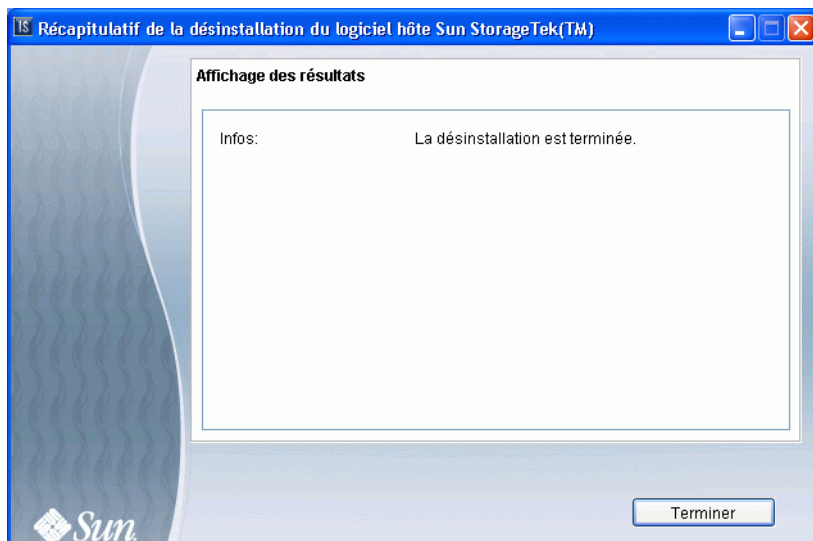 Récapitulatif de la désinstallation du logiciel hôte Sun StorageTek(TM)
Affichage des résultats
Infos: La désinstallation est terminée.
Terminer
Sun